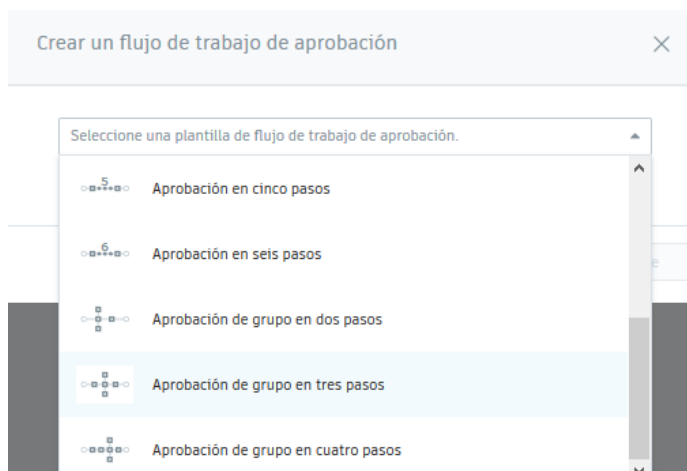 Crear un flujo de trabajo de aprobación
Seleccione una plantilla de flujo de trabajo de aprobación.
5 Aprobación en cinco pasos
6 Aprobación en seis pasos
Aprobación de grupo en dos pasos
Aprobación de grupo en tres pasos
Aprobación de grupo en cuatro pasos